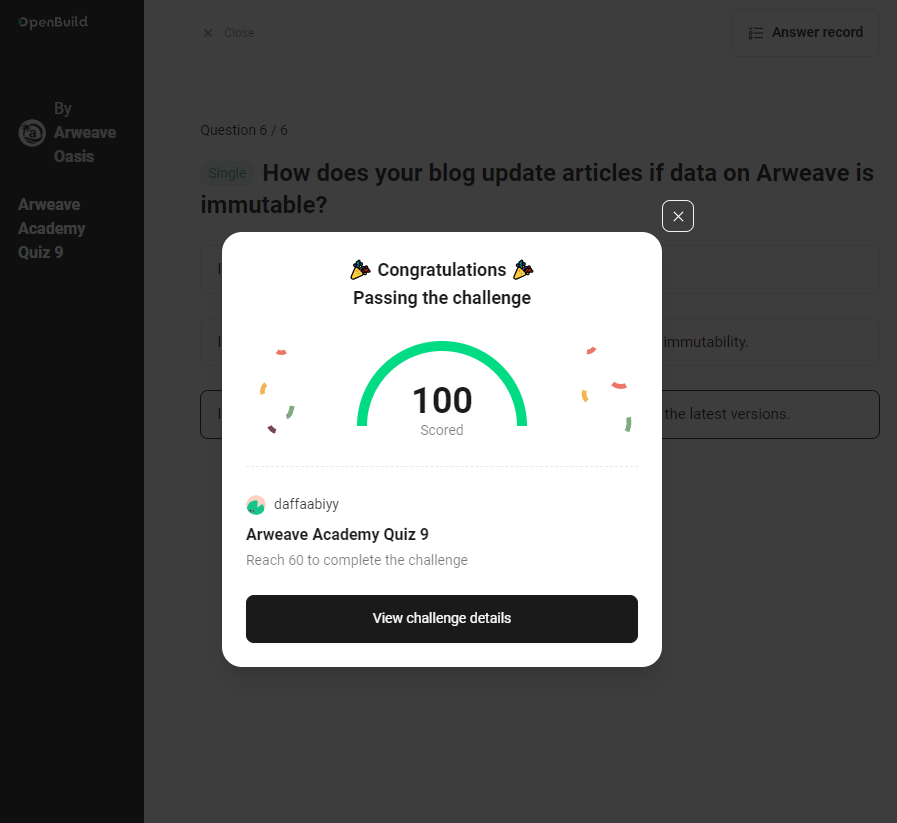 OpenBuild
Close
Answer record
By
Arweave
Oasis
Arweave
Academy
Quiz 9
Question 6 / 6
Single How does your blog update articles if data on Arweave is
immutable?
immutability.
the latest versions.
Congratulations
Passing the challenge
100
Scored
daffaabiyy
Arweave Academy Quiz 9
Reach 60 to complete the challenge
View challenge details